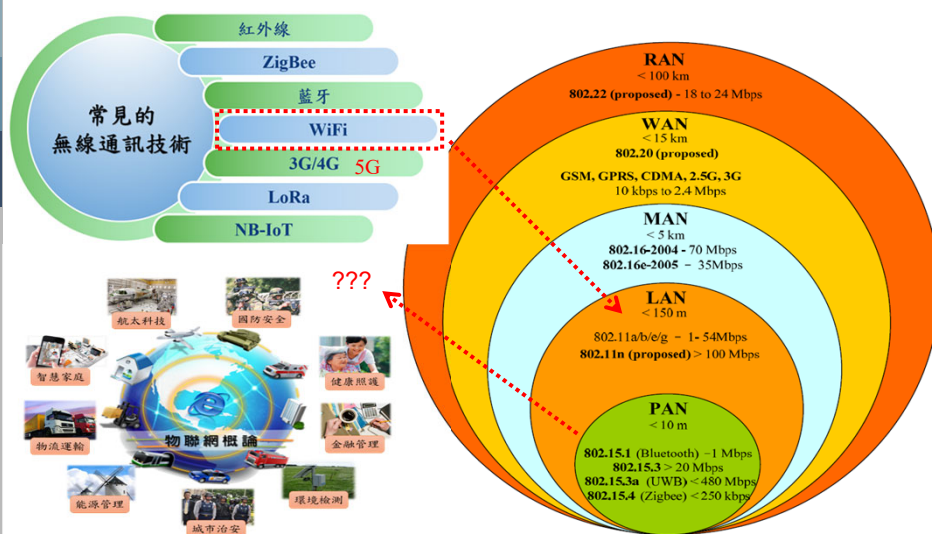 紅外線
ZigBee
藍牙
WiFi
3G/4G 5G
LoRa
NB-IoT
常見的
無線通訊技術
RAN
< 100 km
802.22 (proposed) - 18 to 24 Mbps
WAN
< 15 km
802.20 (proposed)
GSM, GPRS, CDMA, 2.5G, 3G
10 kbps to 2.4 Mbps
MAN
< 5 km
802.16-2004 - 70 Mbps
802.16e-2005 – 35Mbps
LAN
< 150 m
802.11a/b/e/g – 1- 54Mbps
802.11n (proposed) > 100 Mbps
PAN
< 10 m
802.15.1 (Bluetooth) –1 Mbps
802.15.3 > 20 Mbps
802.15.3a (UWB) < 480 Mbps
802.15.4 (Zigbee) < 250 kbps
???
航太科技
國防安全
智慧家庭
健康照護
物流運輸
物聯網概論
金融管理
能源管理
環境檢測
城市治安